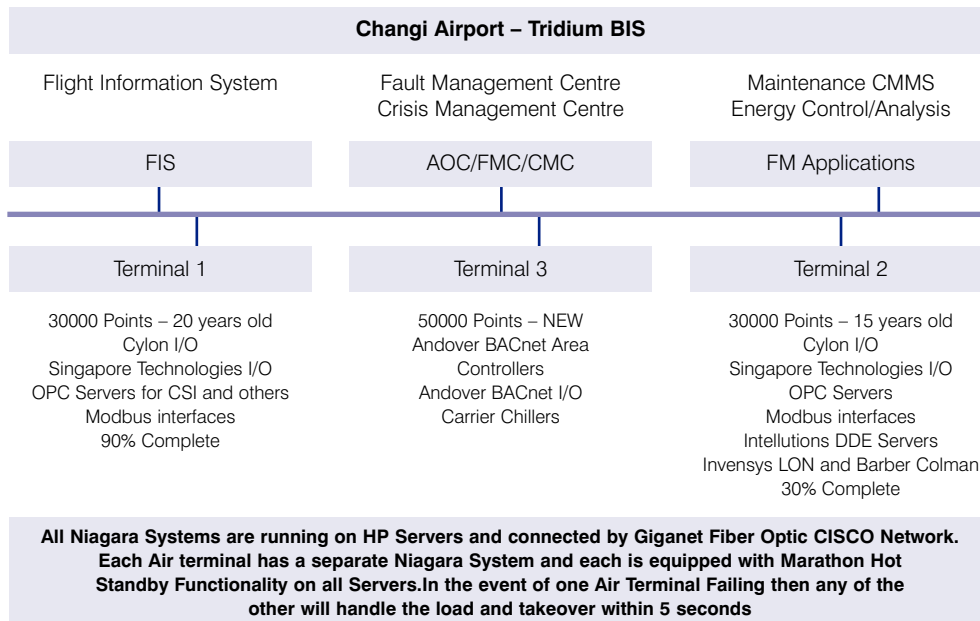 Changi Airport – Tridium BIS
Flight Information System
Fault Management Centre
Crisis Management Centre
Maintenance CMMS
Energy Control/Analysis
FIS
AOC/FMC/CMC
FM Applications
Terminal 1
30000 Points – 20 years old
Cylon I/O
Singapore Technologies I/O
OPC Servers for CSI and others
Modbus interfaces
90% Complete
Terminal 3
50000 Points – NEW
Andover BACnet Area
Controllers
Andover BACnet I/O
Carrier Chillers
Terminal 2
30000 Points – 15 years old
Cylon I/O
Singapore Technologies I/O
OPC Servers
Modbus interfaces
Intellutions DDE Servers
Invensys LON and Barber Colman
30% Complete
All Niagara Systems are running on HP Servers and connected by Giganet Fiber Optic CISCO Network.
Each Air terminal has a separate Niagara System and each is equipped with Marathon Hot
Standby Functionality on all Servers.In the event of one Air Terminal Failing then any of the
other will handle the load and takeover within 5 seconds